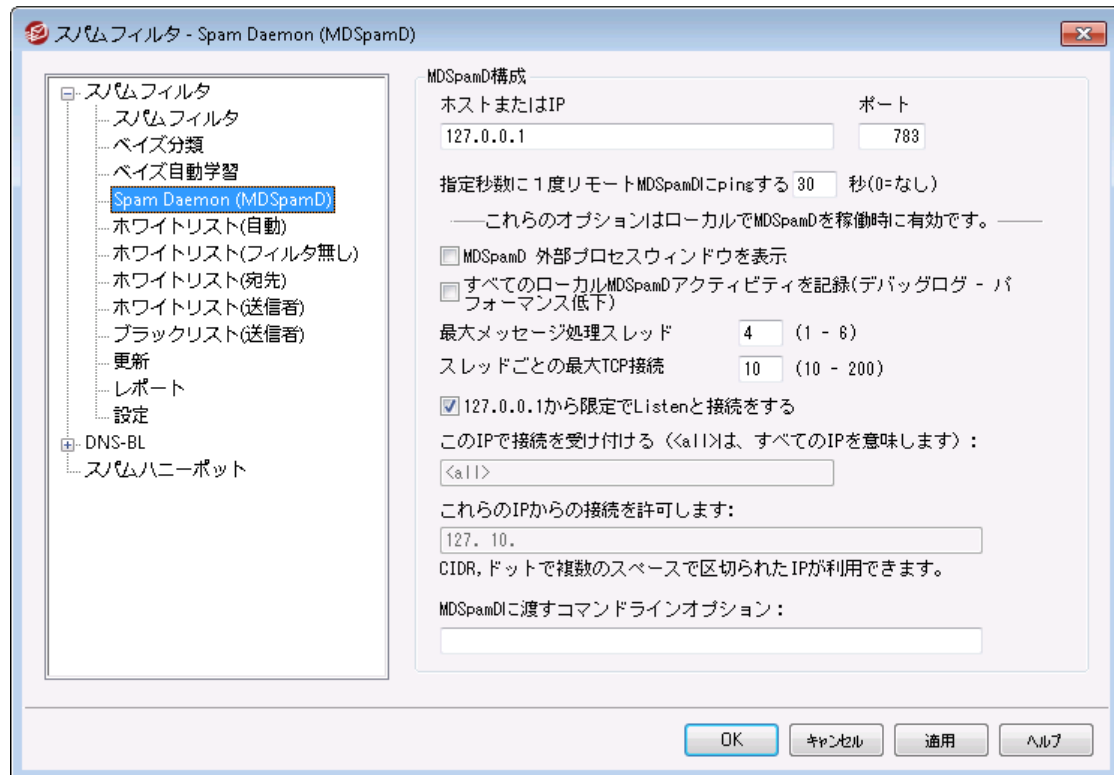 スパムフィルタ - Spam Daemon (MDSpamD)
スパムフィルタ
スパムフィルタ
ベイズ分類
ベイズ自動学習
Spam Daemon (MDSpamD)
ホワイトリスト(自動)
ホワイトリスト(フィルタ無し)
ホワイトリスト(宛先)
ホワイトリスト(送信者)
ブラックリスト(送信者)
更新
レポート
設定
DNS-BL
スパムハニーポット
MDSpamD構成
ホストまたはIP ポート
127.0.0.1 783
指定秒数に１度リモートMDSpamDにpingする 30 秒(0=なし)
これらのオプションはローカルでMDSpamDを稼働時に有効です。
MDSpamD 外部プロセスウィンドウを表示
すべてのローカルMDSpamDアクティビティを記録(デバッグログ - パ
フォーマンス低下)
最大メッセージ処理スレッド 4 (1 - 6)
スレッドごとの最大TCP接続 10 (10 - 200)
127.0.0.1から限定でListenと接続をする
このIPで接続を受け付ける（<all>は、すべてのIPを意味します）:
<all>
これらのIPからの接続を許可します:
127. 10.
CIDR,ドットで複数のスペースで区切られたIPが利用できます。
MDSpamDに渡すコマンドラインオプション：
OK キャンセル 適用 ヘルプ